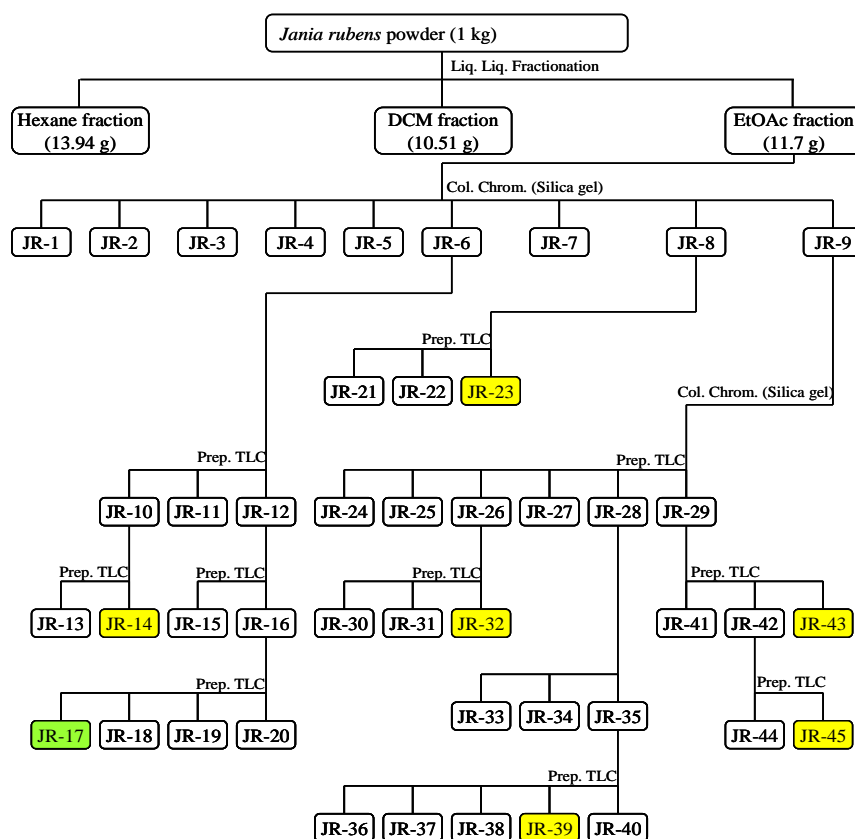 Jania rubens powder (1 kg)
Liq. Liq. Fractionation
Hexane fraction
(13.94 g)
DCM fraction
(10.51 g)
EtOAc fraction
(11.7 g)
Col. Chrom. (Silica gel)
JR-1
JR-2
JR-3
JR-4
JR-5
JR-6
JR-7
JR-8
JR-9
Prep. TLC
JR-21
JR-22
JR-23
Col. Chrom. (Silica gel)
Prep. TLC
JR-10
JR-11
JR-12
Prep. TLC
JR-24
JR-25
JR-26
JR-27
JR-28
JR-29
Prep. TLC
JR-13
JR-14
Prep. TLC
JR-15
JR-16
Prep. TLC
JR-30
JR-31
JR-32
Prep. TLC
JR-41
JR-42
JR-43
Prep. TLC
JR-17
JR-18
JR-19
JR-20
JR-33
JR-34
JR-35
Prep. TLC
JR-44
JR-45
Prep. TLC
JR-36
JR-37
JR-38
JR-39
JR-40